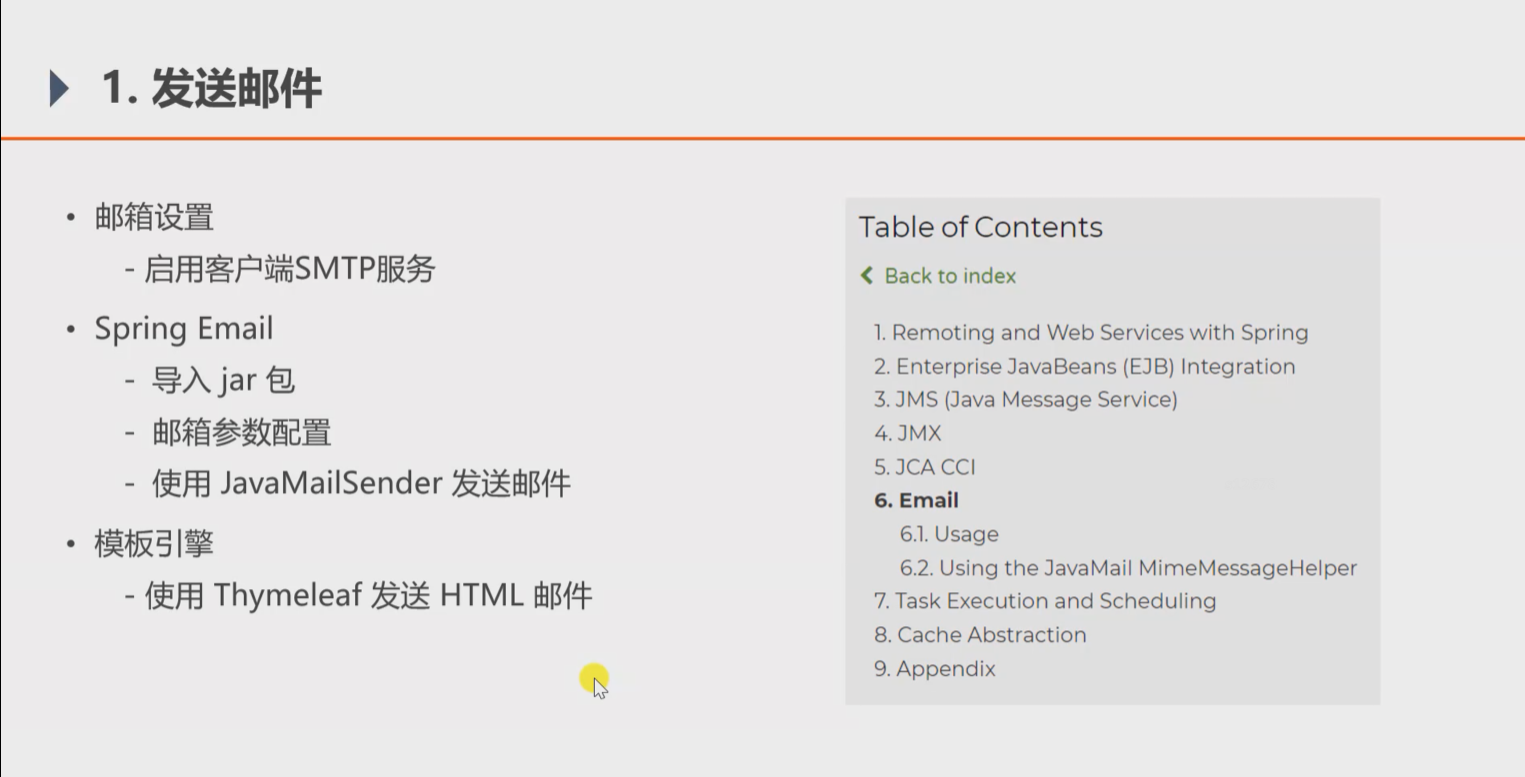 1. 发送邮件
• 邮箱设置
- 启用客户端SMTP服务
• Spring Email
- 导入 jar 包
- 邮箱参数配置
- 使用 JavaMailSender 发送邮件
• 模板引擎
- 使用 Thymeleaf 发送 HTML 邮件
Table of Contents
Back to index
1. Remoting and Web Services with Spring
2. Enterprise JavaBeans (EJB) Integration
3. JMS (Java Message Service)
4. JMX
5. JCA CCI
6. Email
6.1. Usage
6.2. Using the JavaMail MimeMessageHelper
7. Task Execution and Scheduling
8. Cache Abstraction
9. Appendix